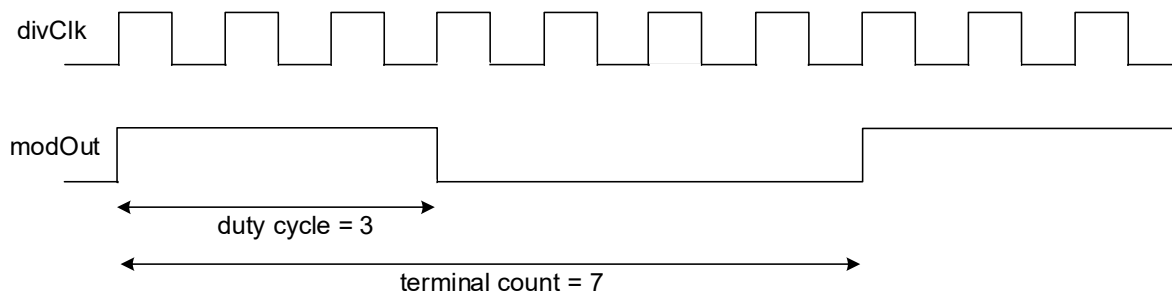 divClk
modOut
duty cycle = 3
terminal count = 7